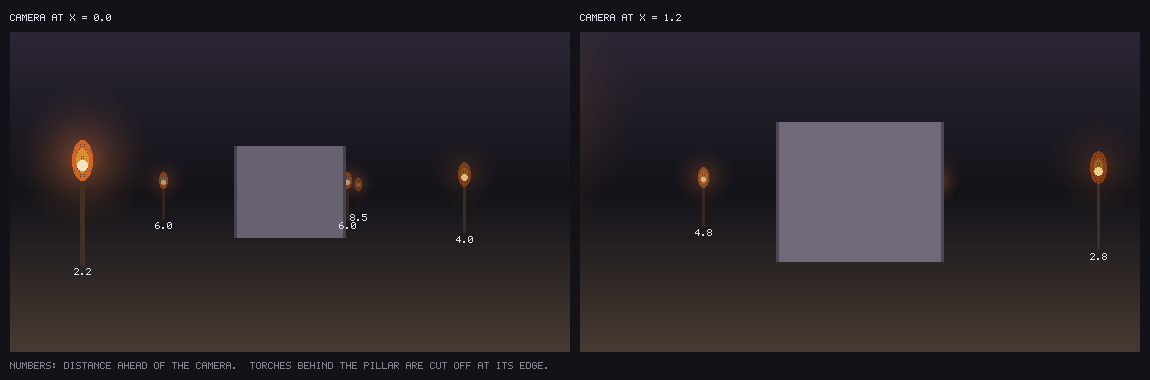 CAMERA AT X = 0.0
CAMERA AT X = 1.2
8.5
6.0
6.0
4.8
4.0
2.8
2.2
NUMBERS: DISTANCE AHEAD OF THE CAMERA. TORCHES BEHIND THE PILLAR ARE CUT OFF AT ITS EDGE.